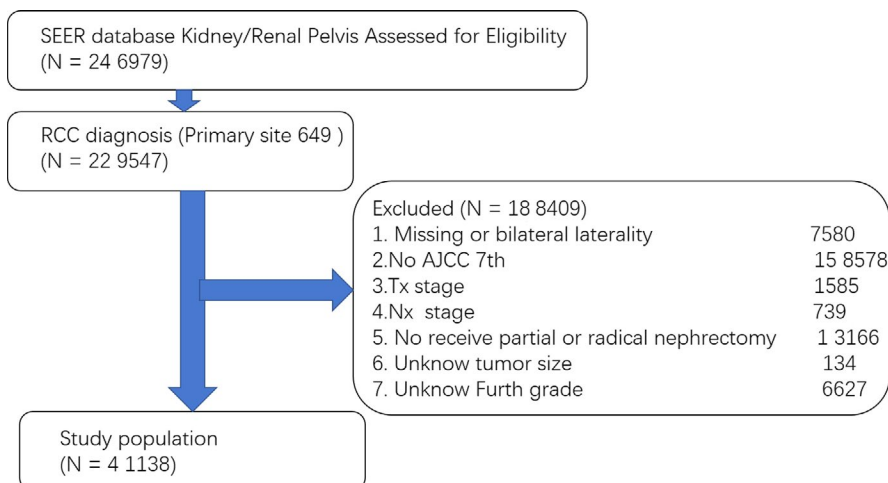 SEER database Kidney/Renal Pelvis Assessed for Eligibility
(N = 24 6979)
RCC diagnosis (Primary site 649 )
(N = 22 9547)
Excluded (N = 18 8409)
1. Missing or bilateral laterality 7580
2.No AJCC 7th 15 8578
3.Tx stage 1585
4.Nx stage 739
5. No receive partial or radical nephrectomy 1 3166
6. Unknow tumor size 134
7. Unknow Furth grade 6627
Study population
(N = 4 1138)